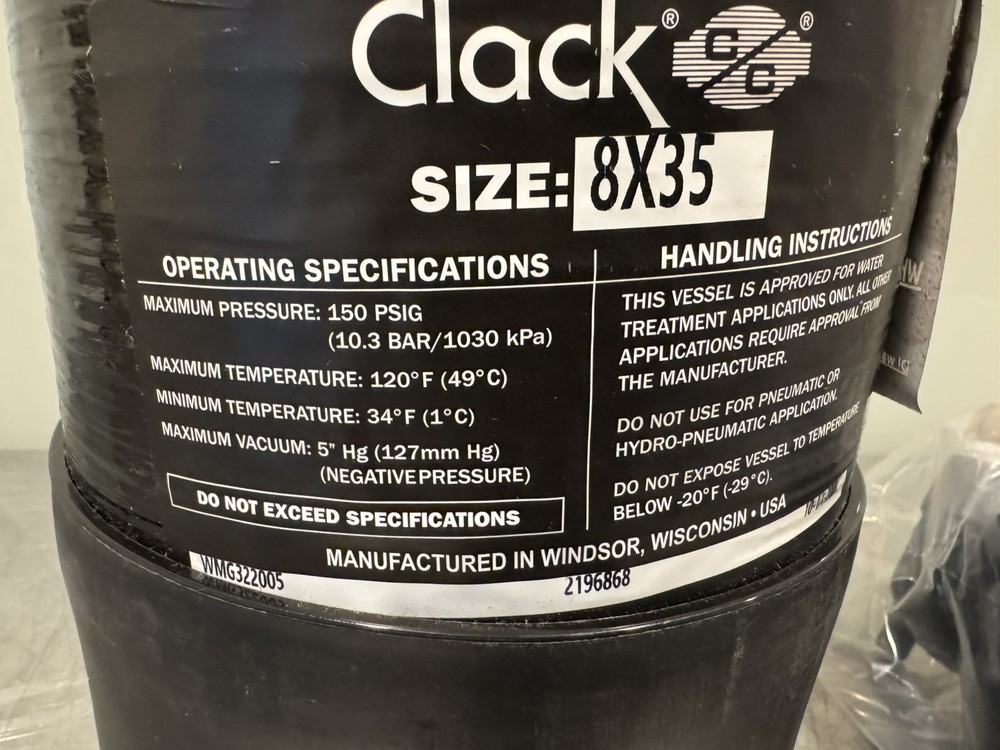 Clack® C/C®
SIZE: 8X35
OPERATING SPECIFICATIONS
MAXIMUM PRESSURE: 150 PSIG
(10.3 BAR/1030 kPa)
MAXIMUM TEMPERATURE: 120°F (49°C)
MINIMUM TEMPERATURE: 34°F (1°C)
MAXIMUM VACUUM: 5" Hg (127mm Hg)
(NEGATIVE PRESSURE)
DO NOT EXCEED SPECIFICATIONS
HANDLING INSTRUCTIONS
THIS VESSEL IS APPROVED FOR WATER
TREATMENT APPLICATIONS ONLY. ALL OTHER
APPLICATIONS REQUIRE APPROVAL FROM
THE MANUFACTURER.
DO NOT USE FOR PNEUMATIC OR
HYDRO-PNEUMATIC APPLICATION.
DO NOT EXPOSE VESSEL TO TEMPERATURE
BELOW -20°F (-29°C).
MANUFACTURED IN WINDSOR, WISCONSIN • USA
WMG322005
2196868